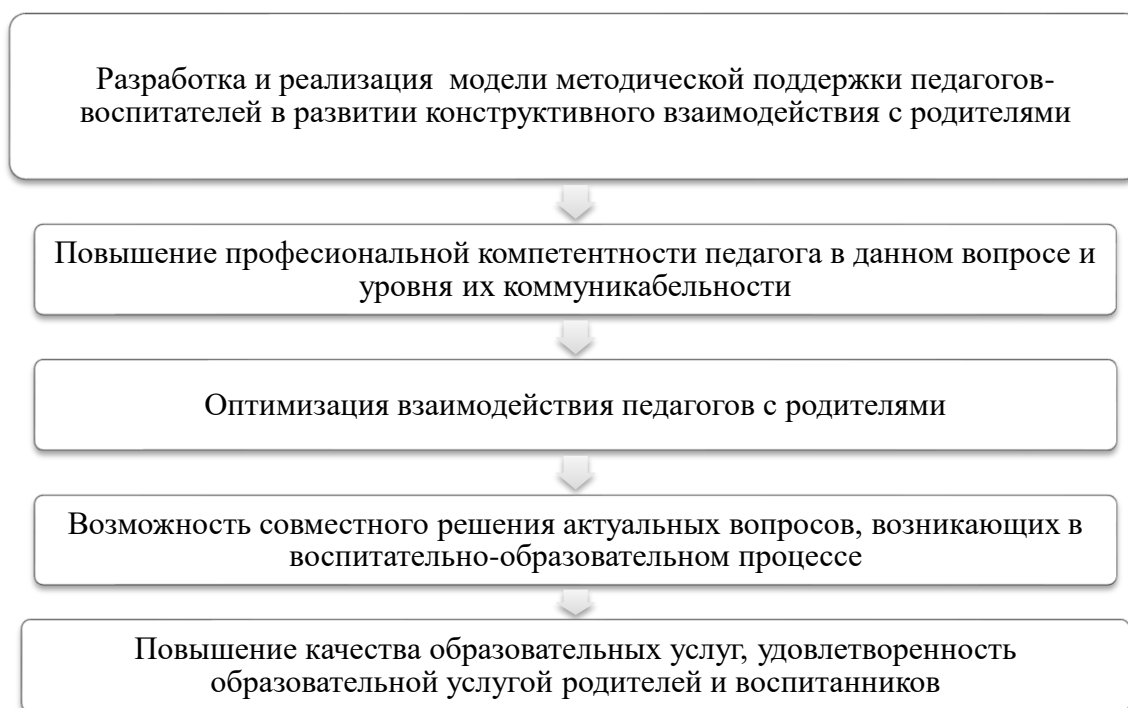 Разработка и реализация модели методической поддержки педагогов-
воспитателей в развитии конструктивного взаимодействия с родителями
Повышение професиональной компетентности педагога в данном вопросе и
уровня их коммуникабельности
Оптимизация взаимодействия педагогов с родителями
Возможность совместного решения актуальных вопросов, возникающих в
воспитательно-образовательном процессе
Повышение качества образовательных услуг, удовлетворенность
образовательной услугой родителей и воспитанников